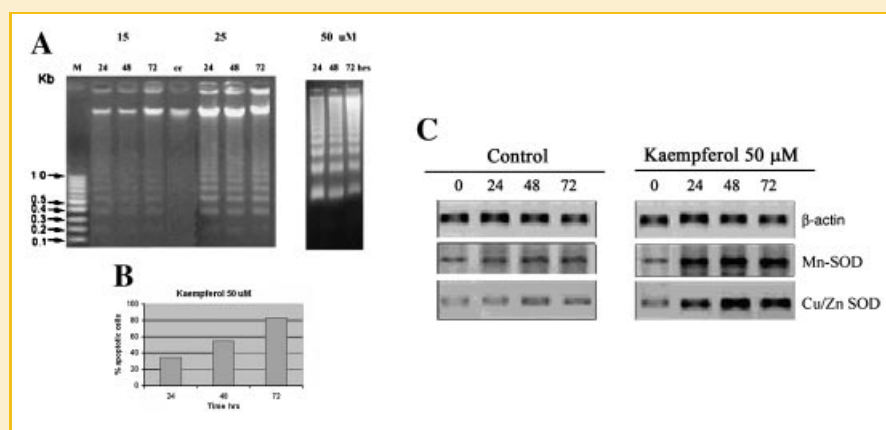 A
15 25 50 uM
M 24 48 72 cc 24 48 72 24 48 72 hrs
Kb
1 0
0.5
0.4
0.3
0.2
0.1
B
Kaempferol 50 uM
% apoptotic cells
100
80
60
40
20
0
24 48 72
Time hrs
C
Control Kaempferol 50 μM
0 24 48 72 0 24 48 72
β-actin
Mn-SOD
Cu/Zn SOD